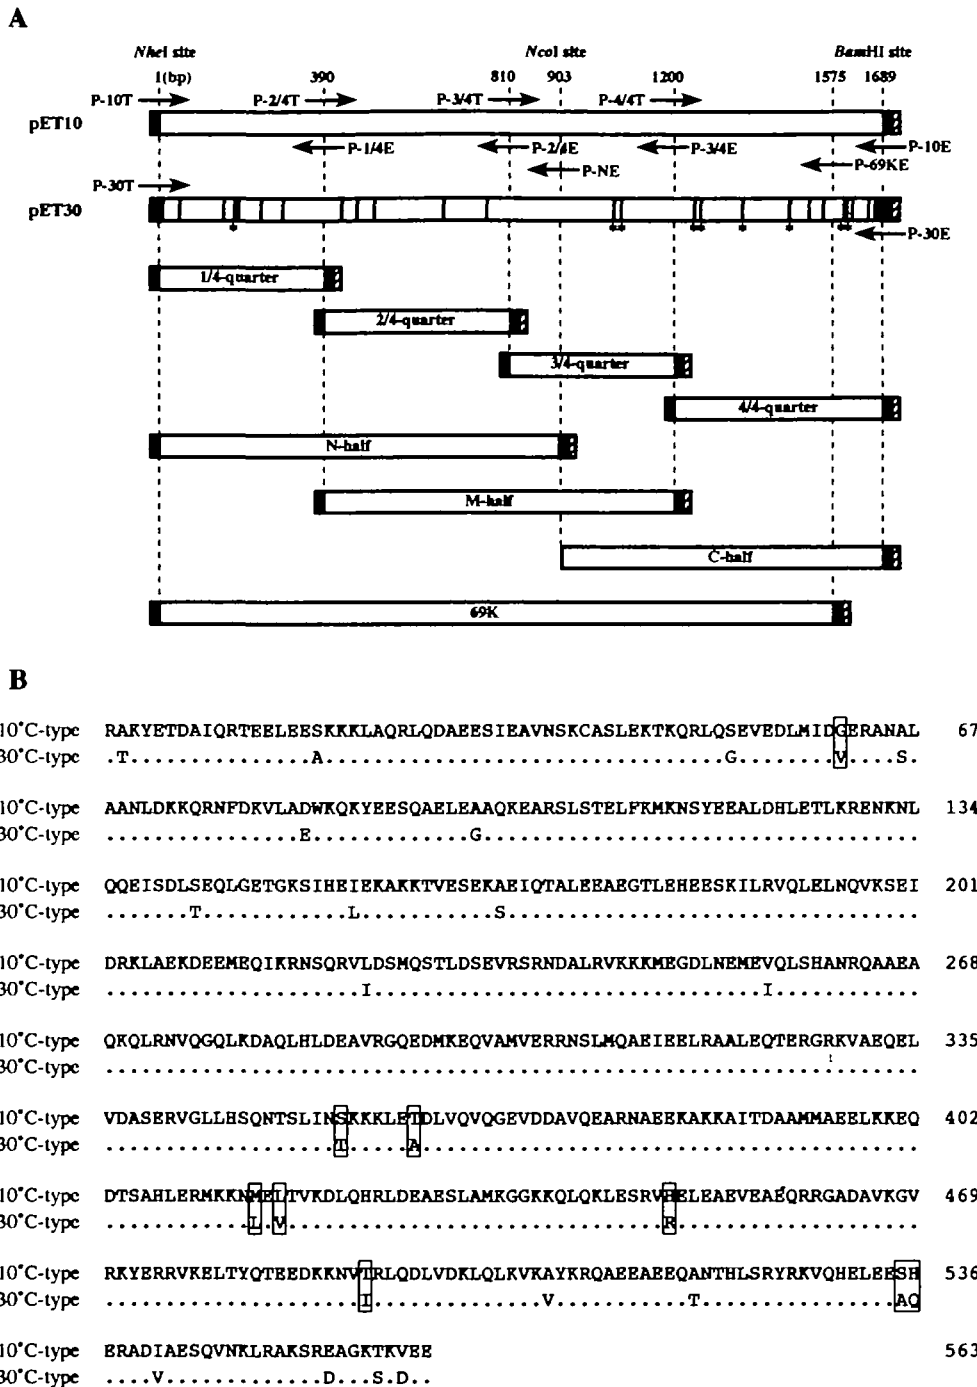 A
NheI site NcoI site BamHI site
1(bp) 390 810 903 1200 1575 1689
P-10T P-2/4T P-3/4T P-4/4T
pET10
P-1/4E P-2/4E P-3/4E P-10E
P-NE P-69KE
P-30T
pET30
* ** ** * * **
P-30E
1/4-quarter
2/4-quarter
3/4-quarter
4/4-quarter
N-half
M-half
C-half
69K
B
10°C-type RAKYETDAIQRTEELEESKKKLAQRLQDAEESIEAVNSKCASLEKTKQRLQSEVEDLMIDGERANAL 67
30°C-type .T...............A.................................G........V....S.
10°C-type AANLDKKQRNFDKVLADWKQKYEESQAELEAAQKEARSLSTELFKMKNSYEEALDHLETLKRENKNL 134
30°C-type ................E.............G....................................
10°C-type QQEISDLSEQLGETGKSIHEIEKAKKTVESEKAEIQTALEEAEGTLEHEESKILRVQLELNQVKSEI 201
30°C-type .......T............L...........S..................................
10°C-type DRKLAEKDEEMEQIKRNSQRVLDSMQSTLDSEVRSRNDALRVKKKMEGDLNEMEVQLSHANRQAAEA 268
30°C-type .....................I................................I............
10°C-type QKQLRNVQGQLKDAQLHLDEAVRGQEDMKEQVAMVERRNSLMQAEIEELRAALEQTERGRKVAEQEL 335
30°C-type ...................................................................
10°C-type VDASERVGLLHSQNTSLINSKKKLETDLVQVQGEVDDAVQEARNAEEKAKKAITDAAMMAEELKKEQ 402
30°C-type ...................T.....A.........................................
10°C-type DTSAHLERMKKNMELTVKDLQHRLDEAESLAMKGGKKQLQKLESRVHELEAEVEAEQRRGADAVKGV 469
30°C-type ............L.V...............................R....................
10°C-type RKYERRVKELTYQTEEDKKNVTRLQDLVDKLQLKVKAYKRQAEEAEEQANTHLSRYRKVQHELEESH 536
30°C-type .....................I..............V...........T................AQ
10°C-type ERADIAESQVNKLRAKSREAGKTKVEE 563
30°C-type ....V.............D...S.D..